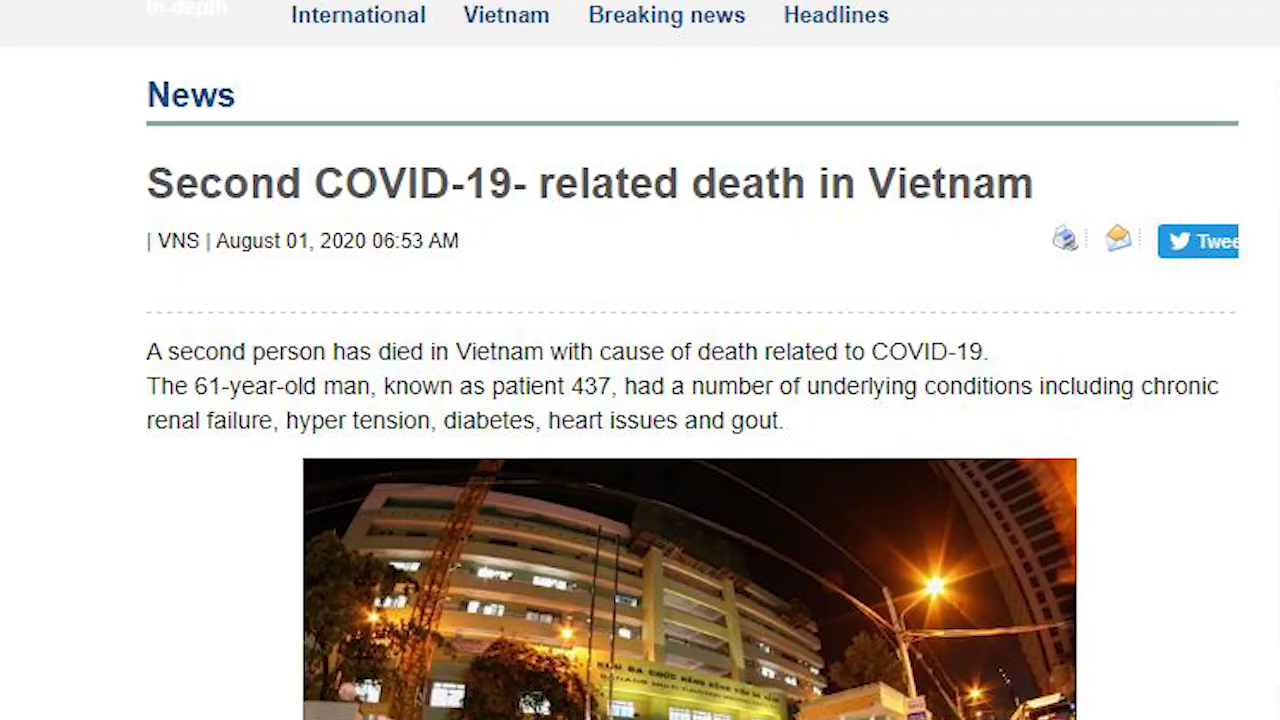 In-depth
International Vietnam Breaking news Headlines
News
Second COVID-19- related death in Vietnam
| VNS | August 01, 2020 06:53 AM
Twee
A second person has died in Vietnam with cause of death related to COVID-19.
The 61-year-old man, known as patient 437, had a number of underlying conditions including chronic
renal failure, hyper tension, diabetes, heart issues and gout.